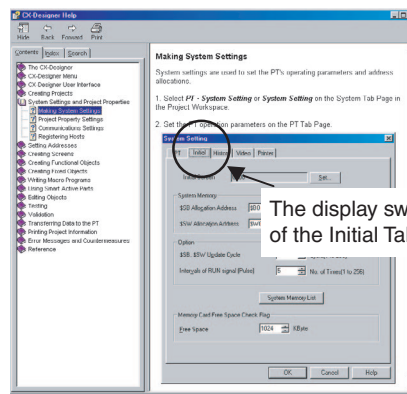 CX-Designer Help
Hide Back Forward Print
Contents Index Search
The CX-Designer
CX-Designer Menu
CX-Designer User Interface
Creating Projects
System Settings and Project Properties
Making System Settings
Project Property Settings
Communications Settings
Registering Hosts
Setting Addresses
Creating Screens
Creating Functional Objects
Creating Fixed Objects
Writing Macro Programs
Using Smart Active Parts
Editing Objects
Testing
Validation
Transferring Data to the PT
Printing Project Information
Error Messages and Countermeasures
Reference
Making System Settings
System settings are used to set the PT's operating parameters and address
allocations.
1. Select PT - System Setting or System Setting on the System Tab Page in
the Project Workspace.
2. Set the PT operation parameters on the PT Tab Page.
System Setting
PT Initial History Video Printer
Initial Screen Set...
System Memory
$SB Allocation Address
$SW Allocation Address
The display sw
of the Initial Ta
Option
$SB, $SW Update Cycle
Intervals of RUN signal (Pulse) 5 No. of Times(1 to 256)
System Memory List
Memory Card Free Space Check Flag
Free Space 1024 KByte
OK Cancel Help